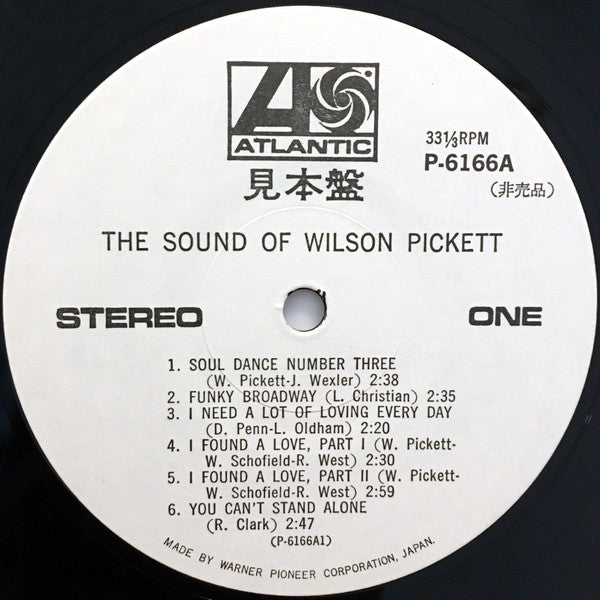 ATLANTIC
見本盤
33⅓RPM
P-6166A
(非売品)
THE SOUND OF WILSON PICKETT
STEREO
ONE
1. SOUL DANCE NUMBER THREE
(W. Pickett-J. Wexler) 2:38
2. FUNKY BROADWAY (L. Christian) 2:35
3. I NEED A LOT OF LOVING EVERY DAY
(D. Penn-L. Oldham) 2:20
4. I FOUND A LOVE, PART I (W. Pickett-
W. Schofield-R. West) 2:30
5. I FOUND A LOVE, PART II (W. Pickett-
W. Schofield-R. West) 2:59
6. YOU CAN'T STAND ALONE
(R. Clark) 2:47
(P-6166A1)
MADE BY WARNER PIONEER CORPORATION, JAPAN.